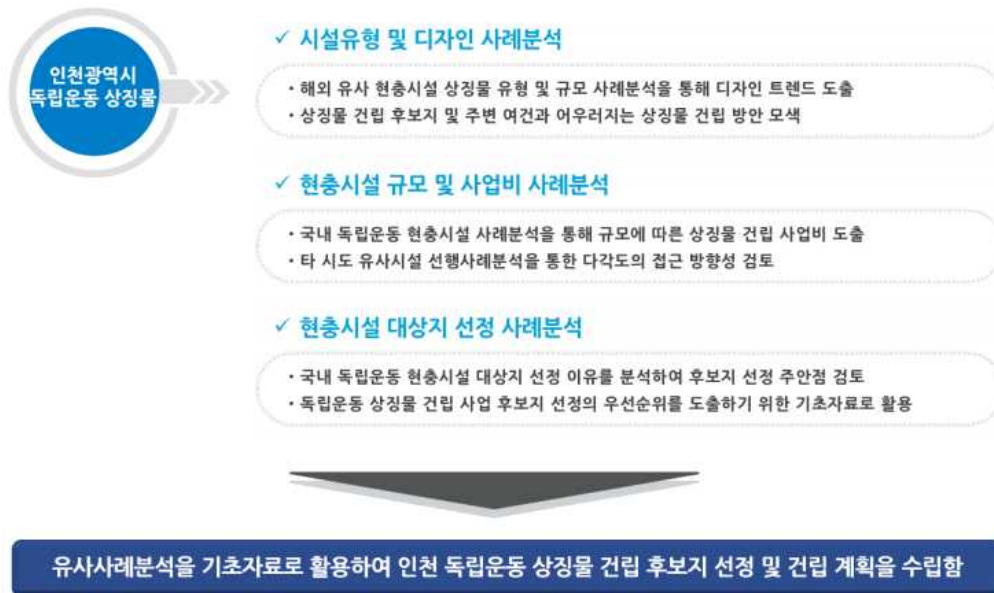 인천광역시
독립운동 상징물
✓ 시설유형 및 디자인 사례분석
• 해외 유사 현충시설 상징물 유형 및 규모 사례분석을 통해 디자인 트렌드 도출
• 상징물 건립 후보지 및 주변 여건과 어우러지는 상징물 건립 방안 모색
✓ 현충시설 규모 및 사업비 사례분석
• 국내 독립운동 현충시설 사례분석을 통해 규모에 따른 상징물 건립 사업비 도출
• 타 시도 유사시설 선행사례분석을 통한 다각도의 접근 방향성 검토
✓ 현충시설 대상지 선정 사례분석
• 국내 독립운동 현충시설 대상지 선정 이유를 분석하여 후보지 선정 주안점 검토
• 독립운동 상징물 건립 사업 후보지 선정의 우선순위를 도출하기 위한 기초자료로 활용
유사사례분석을 기초자료로 활용하여 인천 독립운동 상징물 건립 후보지 선정 및 건립 계획을 수립함